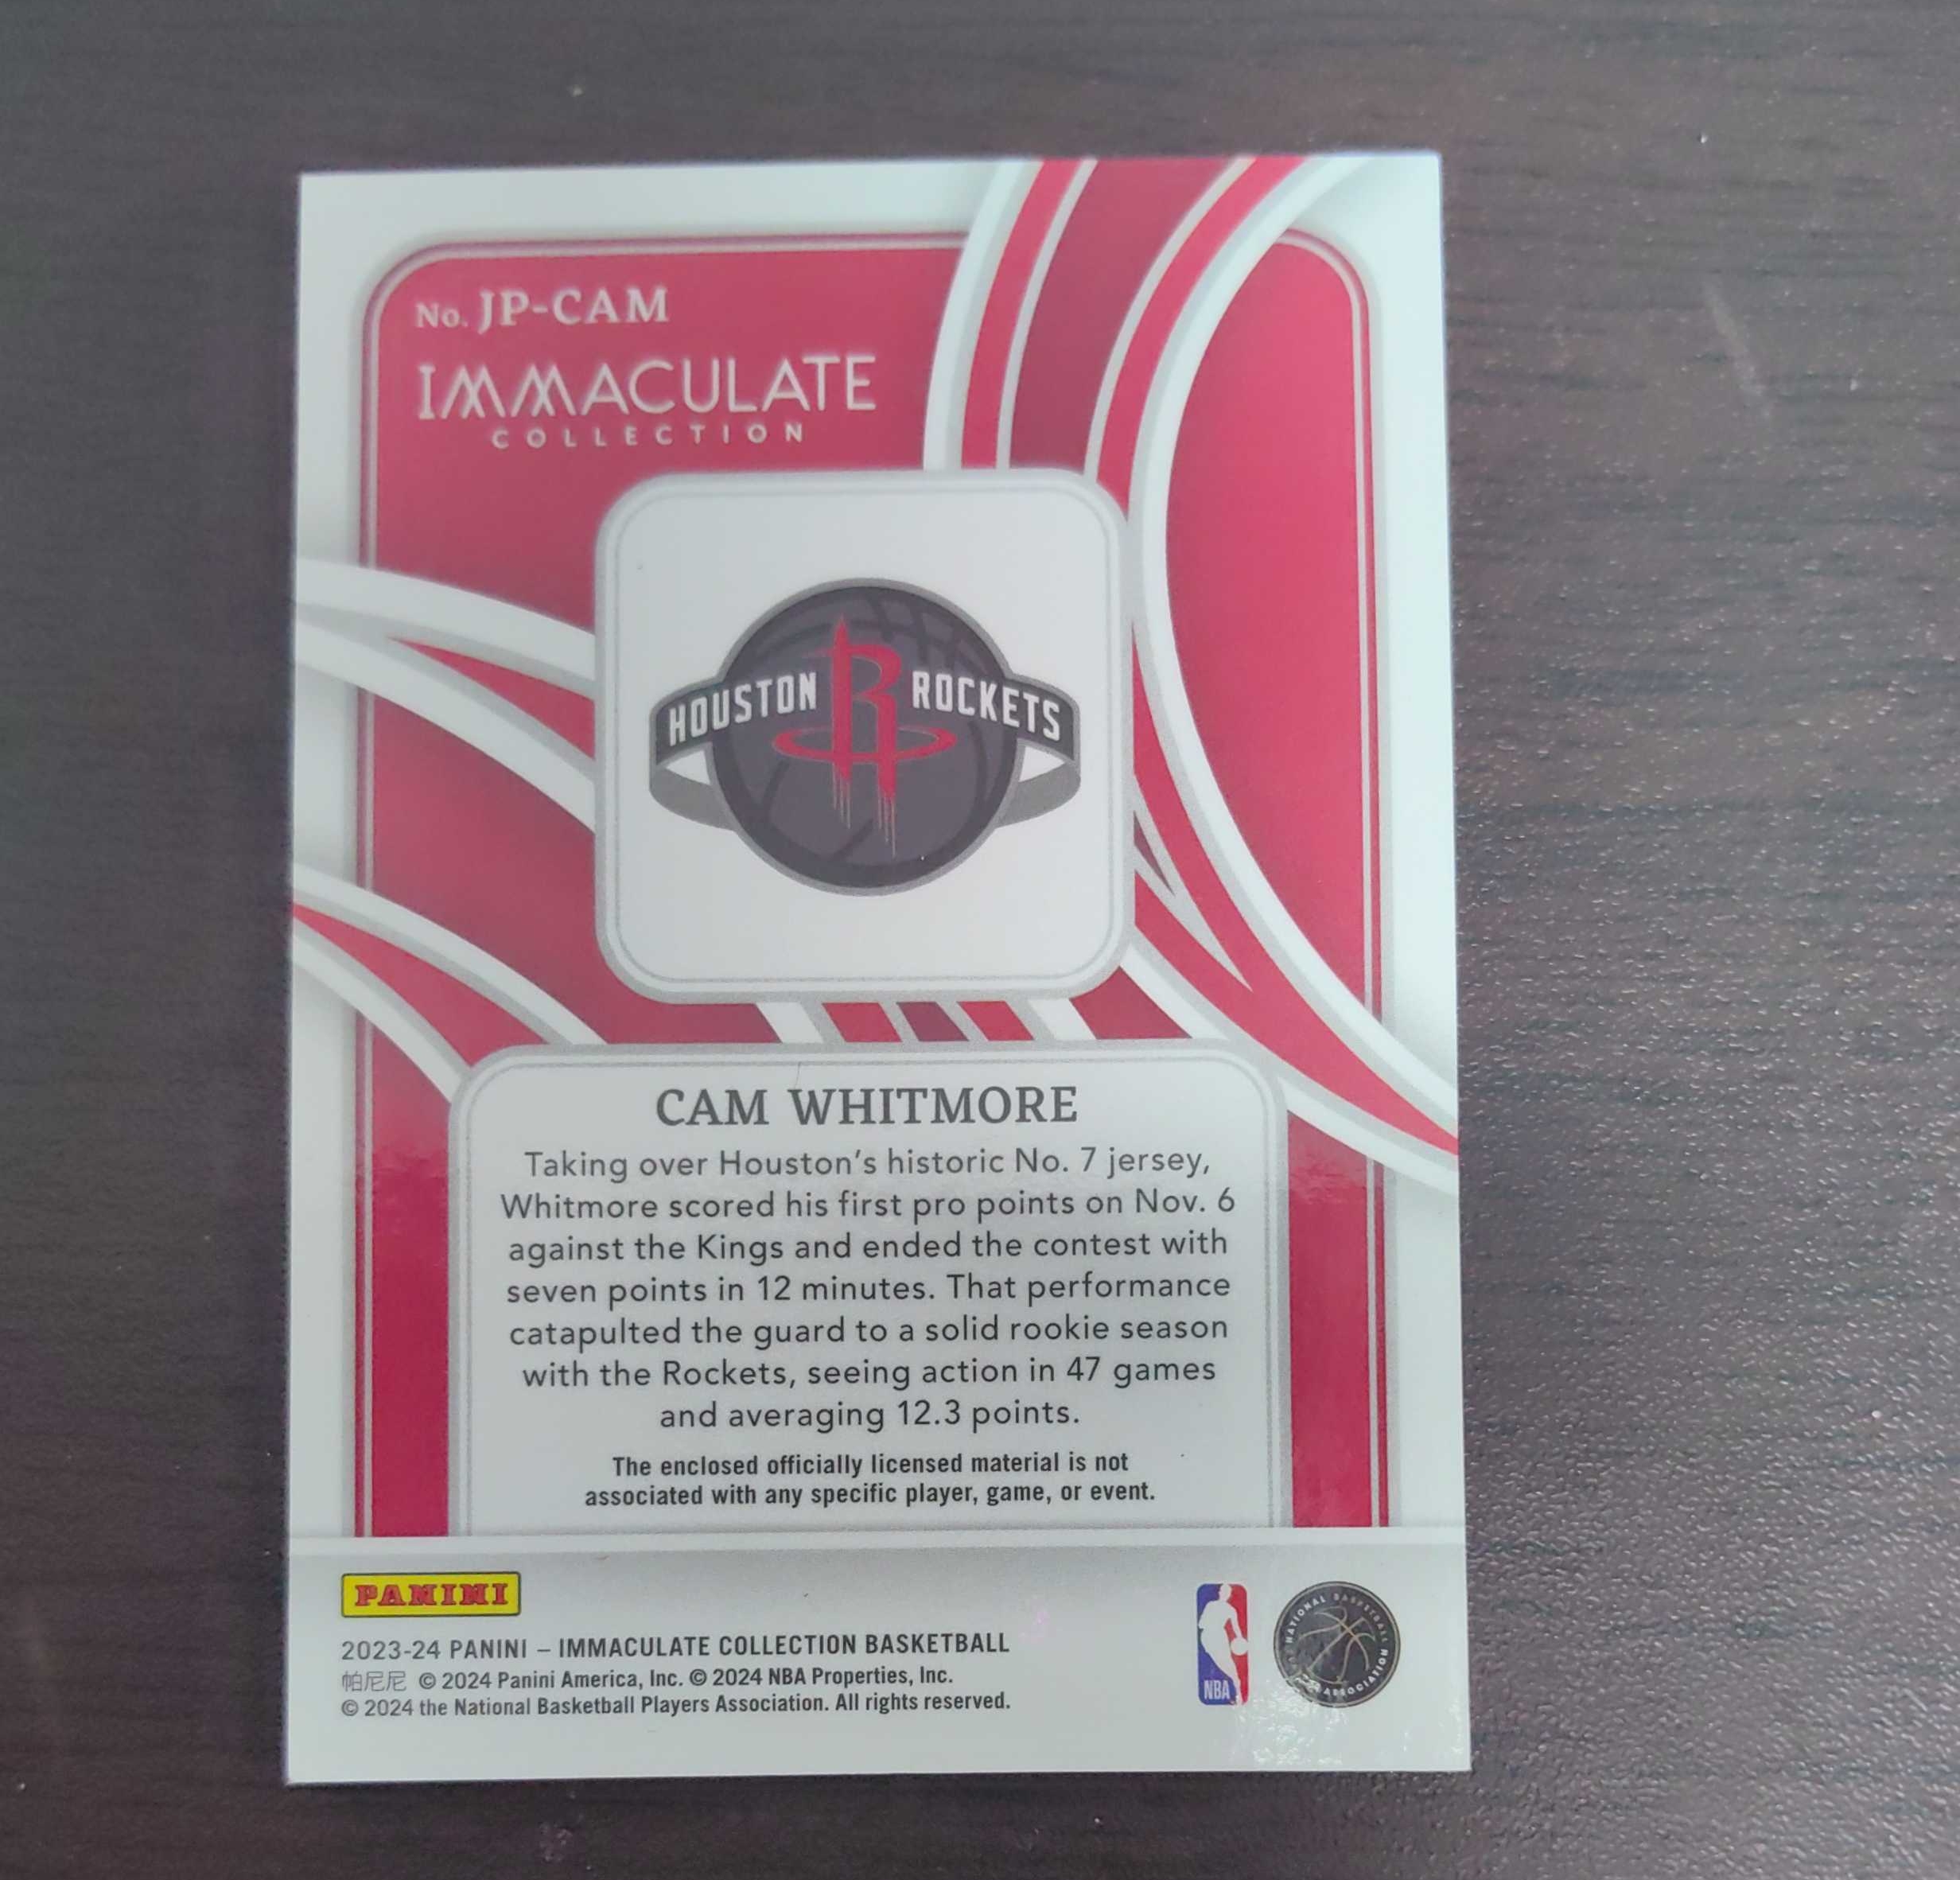 No. JP-CAM
IMMACULATE
COLLECTION
HOUSTON R ROCKETS
CAM WHITMORE
Taking over Houston's historic No. 7 jersey,
Whitmore scored his first pro points on Nov. 6
against the Kings and ended the contest with
seven points in 12 minutes. That performance
catapulted the guard to a solid rookie season
with the Rockets, seeing action in 47 games
and averaging 12.3 points.
The enclosed officially licensed material is not
associated with any specific player, game, or event.
PANINI
2023-24 PANINI – IMMACULATE COLLECTION BASKETBALL
帕尼尼 © 2024 Panini America, Inc. © 2024 NBA Properties, Inc.
© 2024 the National Basketball Players Association. All rights reserved.
NBA
NATIONAL BASKETBALL
ASSOCIATION